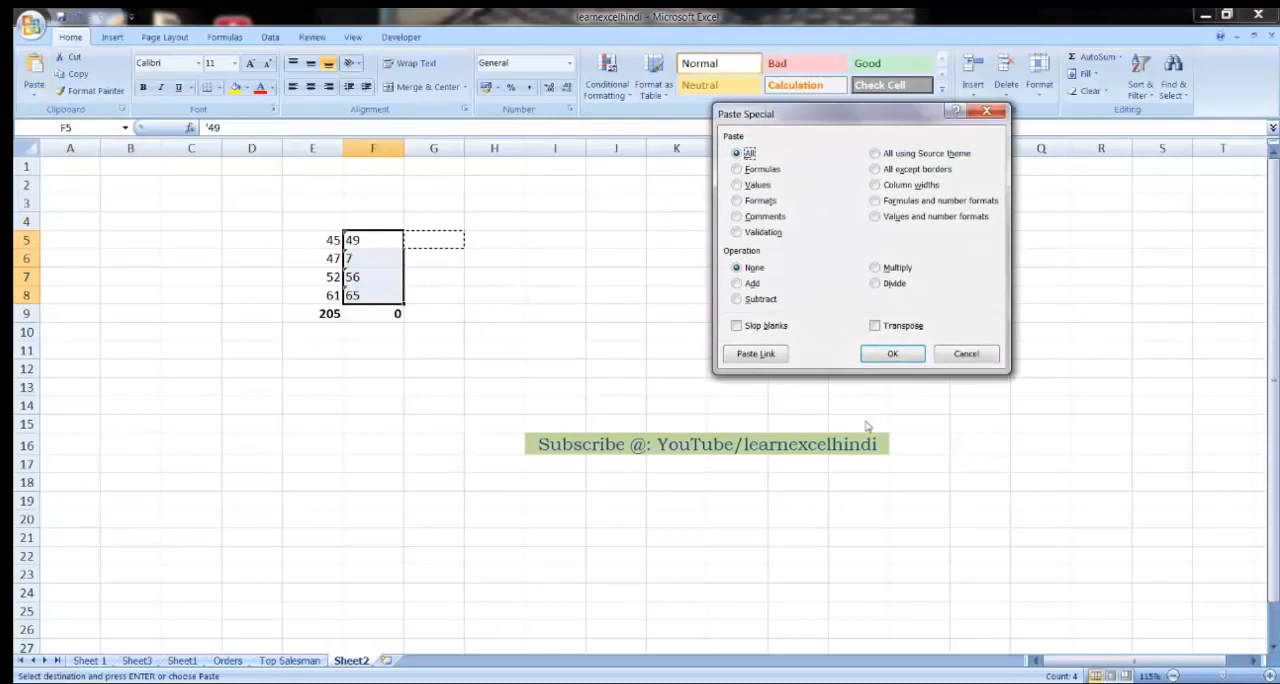 learnexcelhindi - Microsoft Excel
Home Insert Page Layout Formulas Data Review View Developer
Cut
Copy
Format Painter
Paste
Clipboard
Calibri 11
B I U
Font
Wrap Text
Merge & Center
Alignment
General
% ,
Number
Conditional Formatting
Format as Table
Normal Bad Good
Neutral Calculation Check Cell
Insert Delete Format
Σ AutoSum
Fill
Clear
Sort & Filter
Find & Select
Editing
F5 fx '49
A B C D E F G H I J K Q R S T
1
2
3
4
5 45 49
6 47 7
7 52 56
8 61 65
9 205 0
10
11
12
13
14
15
16
17
18
19
20
21
22
23
24
25
26
27
Paste Special
Paste
All All using Source theme
Formulas All except borders
Values Column widths
Formats Formulas and number formats
Comments Values and number formats
Validation
Operation
None Multiply
Add Divide
Subtract
Skip blanks Transpose
Paste Link OK Cancel
Subscribe @: YouTube/learnexcelhindi
Sheet 1 Sheet3 Sheet1 Orders Top Salesman Sheet2
Select destination and press ENTER or choose Paste Count: 4 115%